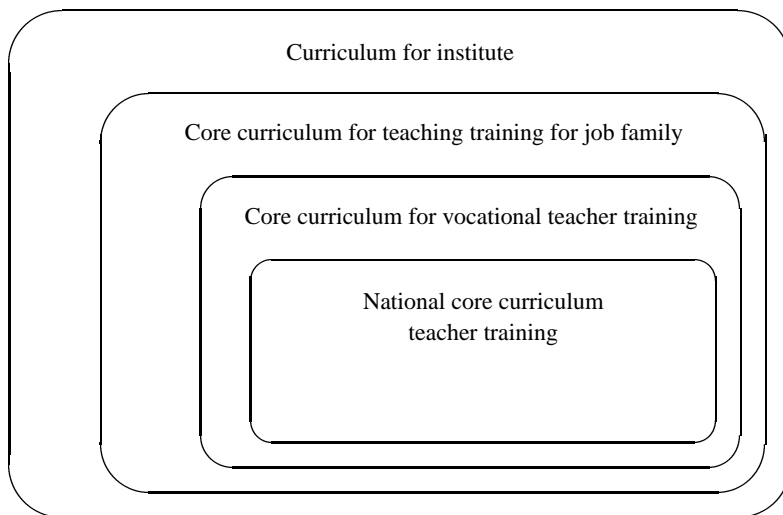 Curriculum for institute
Core curriculum for teaching training for job family
Core curriculum for vocational teacher training
National core curriculum
teacher training